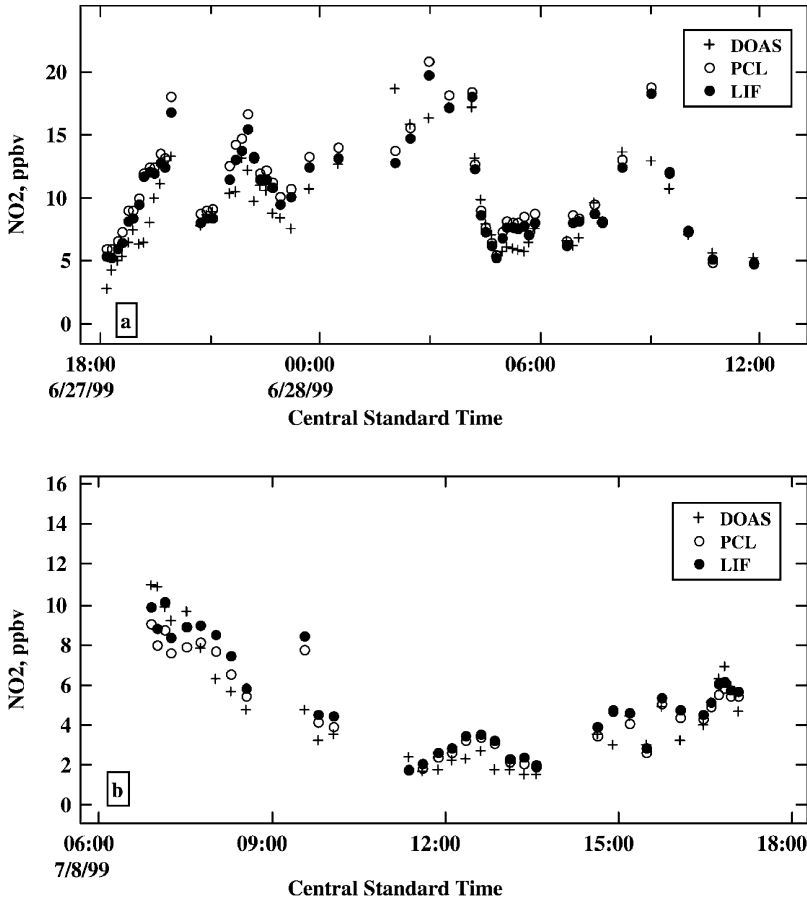 20
15
10
5
0
NO2, ppbv
DOAS
PCL
LIF
a
18:00 00:00 06:00 12:00
6/27/99 6/28/99
Central Standard Time
16
14
12
10
8
6
4
2
0
NO2, ppbv
DOAS
PCL
LIF
b
06:00 09:00 12:00 15:00 18:00
7/8/99
Central Standard Time